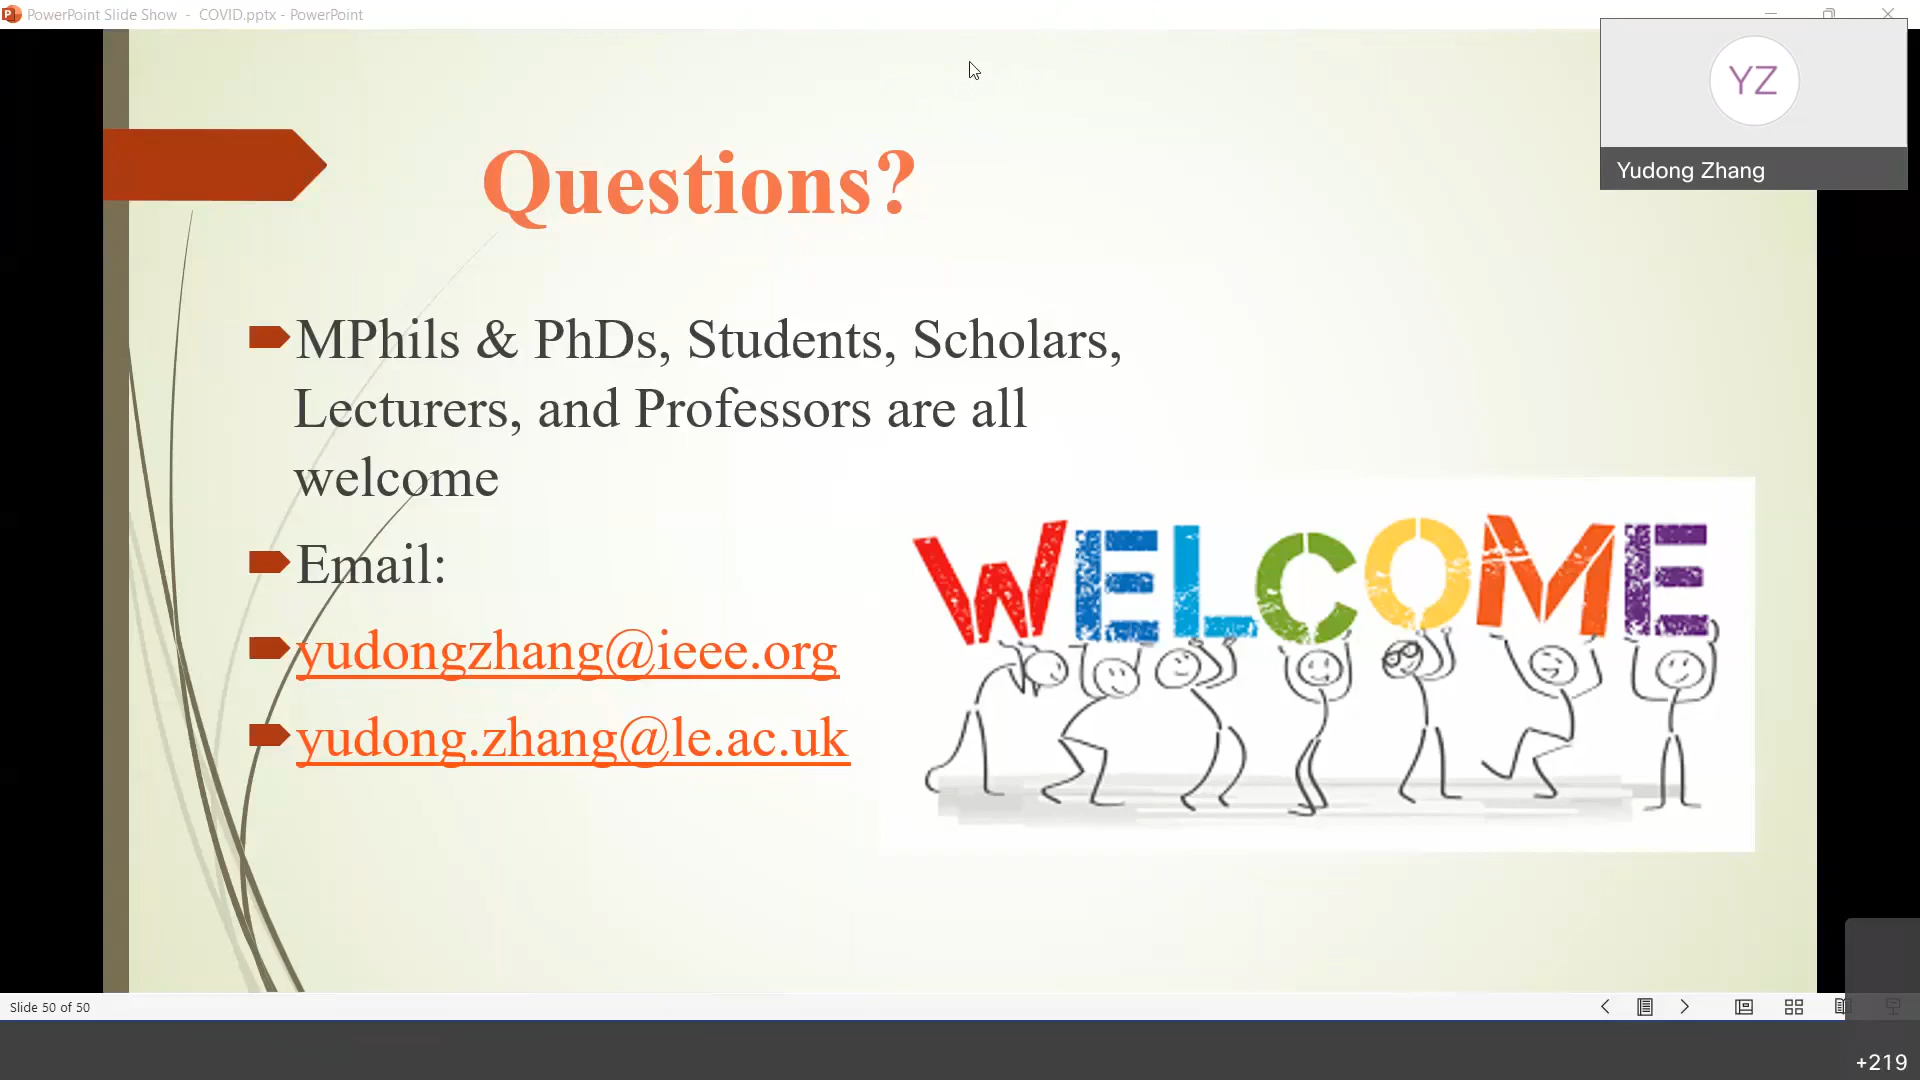 PowerPoint Slide Show - COVID.pptx - PowerPoint
YZ
Yudong Zhang
Questions?
MPhils & PhDs, Students, Scholars,
Lecturers, and Professors are all
welcome
Email:
yudongzhang@ieee.org
yudong.zhang@le.ac.uk
WELCOME
Slide 50 of 50
+219